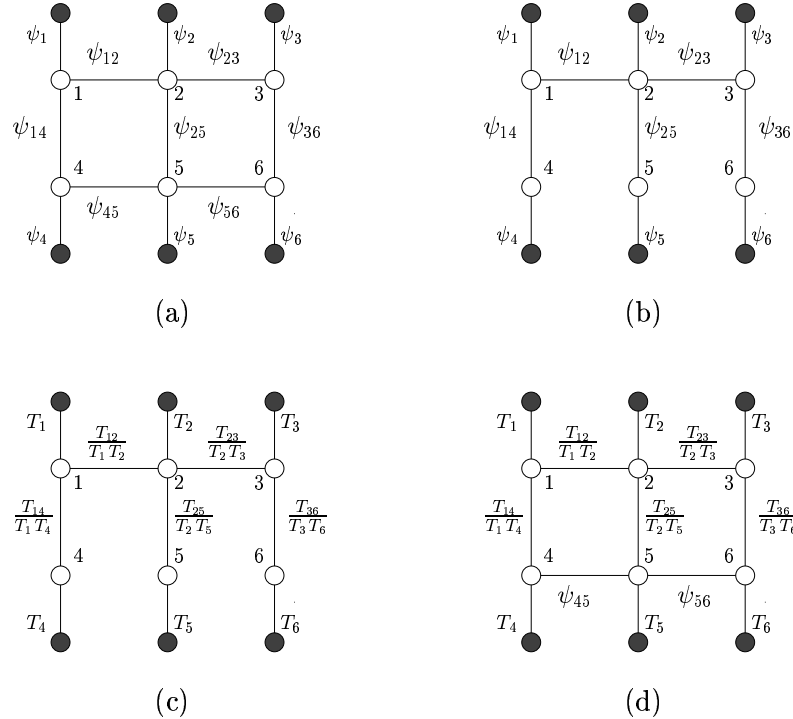 ψ₁ ψ₂ ψ₃ ψ₁ ψ₂ ψ₃
ψ₁₂ ψ₂₃ ψ₁₂ ψ₂₃
1 2 3 1 2 3
ψ₁₄ ψ₂₅ ψ₃₆ ψ₁₄ ψ₂₅ ψ₃₆
4 5 6 4 5 6
ψ₄₅ ψ₅₆
ψ₄ ψ₅ ψ₆ ψ₄ ψ₅ ψ₆
(a) (b)
T₁ T₂ T₃ T₁ T₂ T₃
T₁₂/T₁T₂ T₂₃/T₂T₃ T₁₂/T₁T₂ T₂₃/T₂T₃
1 2 3 1 2 3
T₁₄/T₁T₄ T₂₅/T₂T₅ T₃₆/T₃T₆ T₁₄/T₁T₄ T₂₅/T₂T₅ T₃₆/T₃T₆
4 5 6 4 5 6
ψ₄₅ ψ₅₆
T₄ T₅ T₆ T₄ T₅ T₆
(c) (d)